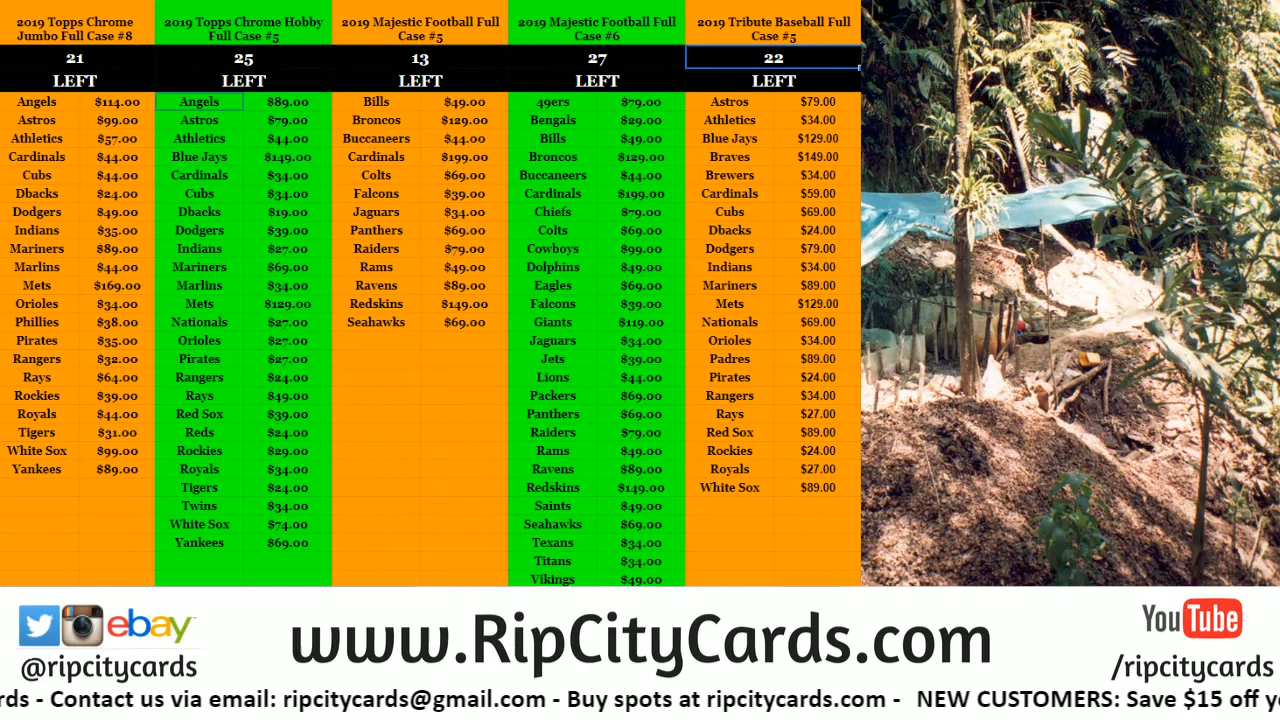 2019 Topps Chrome
Jumbo Full Case #8
21
LEFT
Angels $114.00
Astros $99.00
Athletics $57.00
Cardinals $44.00
Cubs $44.00
Dbacks $24.00
Dodgers $49.00
Indians $35.00
Mariners $89.00
Marlins $44.00
Mets $169.00
Orioles $34.00
Phillies $38.00
Pirates $35.00
Rangers $32.00
Rays $64.00
Rockies $39.00
Royals $44.00
Tigers $31.00
White Sox $99.00
Yankees $89.00
2019 Topps Chrome Hobby
Full Case #5
25
LEFT
Angels $89.00
Astros $79.00
Athletics $44.00
Blue Jays $149.00
Cardinals $34.00
Cubs $34.00
Dbacks $19.00
Dodgers $39.00
Indians $27.00
Mariners $69.00
Marlins $34.00
Mets $129.00
Nationals $27.00
Orioles $27.00
Pirates $27.00
Rangers $24.00
Rays $49.00
Red Sox $39.00
Reds $24.00
Rockies $29.00
Royals $34.00
Tigers $24.00
Twins $34.00
White Sox $74.00
Yankees $69.00
2019 Majestic Football Full
Case #5
13
LEFT
Bills $49.00
Broncos $129.00
Buccaneers $44.00
Cardinals $199.00
Colts $69.00
Falcons $39.00
Jaguars $34.00
Panthers $69.00
Raiders $79.00
Rams $49.00
Ravens $89.00
Redskins $149.00
Seahawks $69.00
2019 Majestic Football Full
Case #6
27
LEFT
49ers $79.00
Bengals $29.00
Bills $49.00
Broncos $129.00
Buccaneers $44.00
Cardinals $199.00
Chiefs $79.00
Colts $69.00
Cowboys $99.00
Dolphins $49.00
Eagles $69.00
Falcons $39.00
Giants $119.00
Jaguars $34.00
Jets $39.00
Lions $44.00
Packers $69.00
Panthers $69.00
Raiders $79.00
Rams $49.00
Ravens $89.00
Redskins $149.00
Saints $49.00
Seahawks $69.00
Texans $34.00
Titans $34.00
Vikings $49.00
2019 Tribute Baseball Full
Case #5
22
LEFT
Astros $79.00
Athletics $34.00
Blue Jays $129.00
Braves $149.00
Brewers $34.00
Cardinals $59.00
Cubs $69.00
Dbacks $24.00
Dodgers $79.00
Indians $34.00
Mariners $89.00
Mets $129.00
Nationals $69.00
Orioles $34.00
Padres $89.00
Pirates $24.00
Rangers $34.00
Rays $27.00
Red Sox $89.00
Rockies $24.00
Royals $27.00
White Sox $89.00
ebay
@ripcitycards
www.RipCityCards.com
YouTube
/ripcitycards
rds - Contact us via email: ripcitycards@gmail.com - Buy spots at ripcitycards.com - NEW CUSTOMERS: Save $15 off y